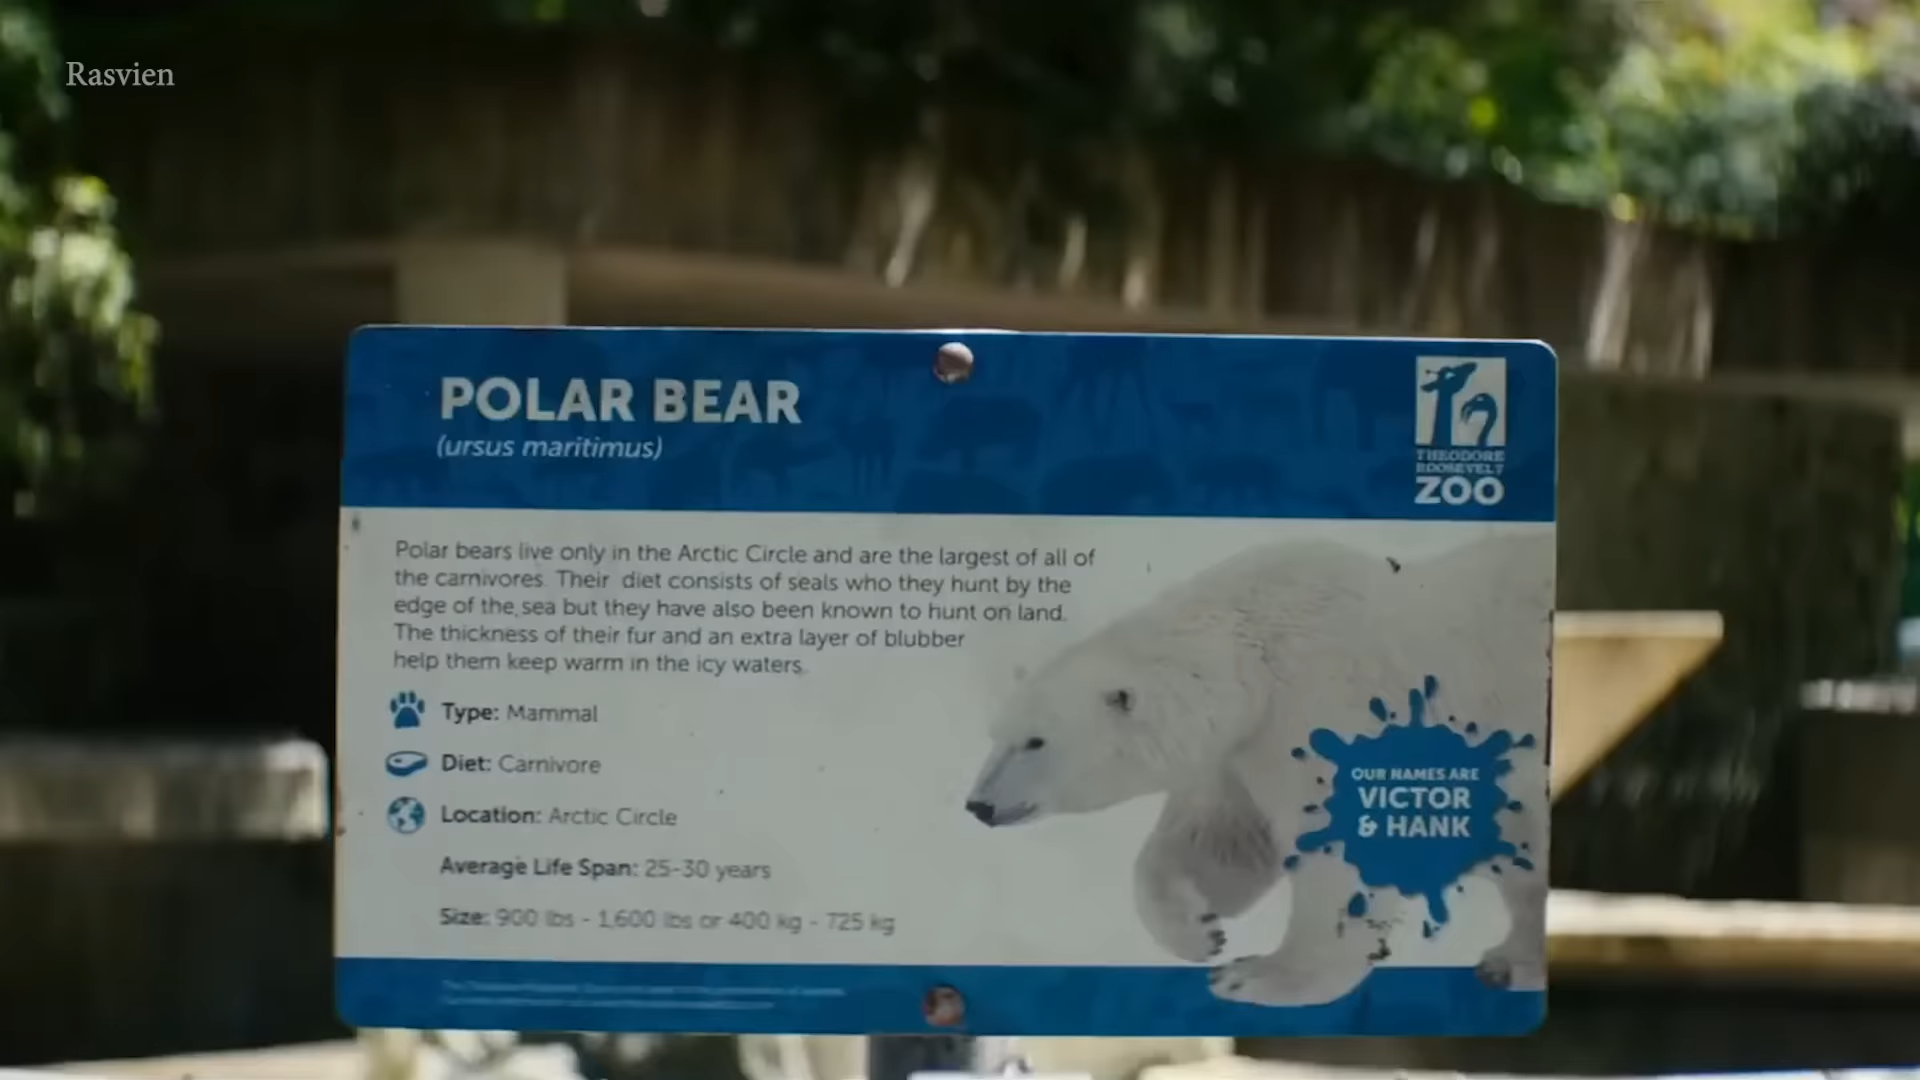 Rasvien
POLAR BEAR
(ursus maritimus)
THEODORE
ROOSEVELT
ZOO
Polar bears live only in the Arctic Circle and are the largest of all of
the carnivores. Their diet consists of seals who they hunt by the
edge of the sea but they have also been known to hunt on land.
The thickness of their fur and an extra layer of blubber
help them keep warm in the icy waters.
Type: Mammal
Diet: Carnivore
Location: Arctic Circle
Average Life Span: 25-30 years
Size: 900 lbs - 1,600 lbs or 400 kg - 725 kg
OUR NAMES ARE
VICTOR
& HANK